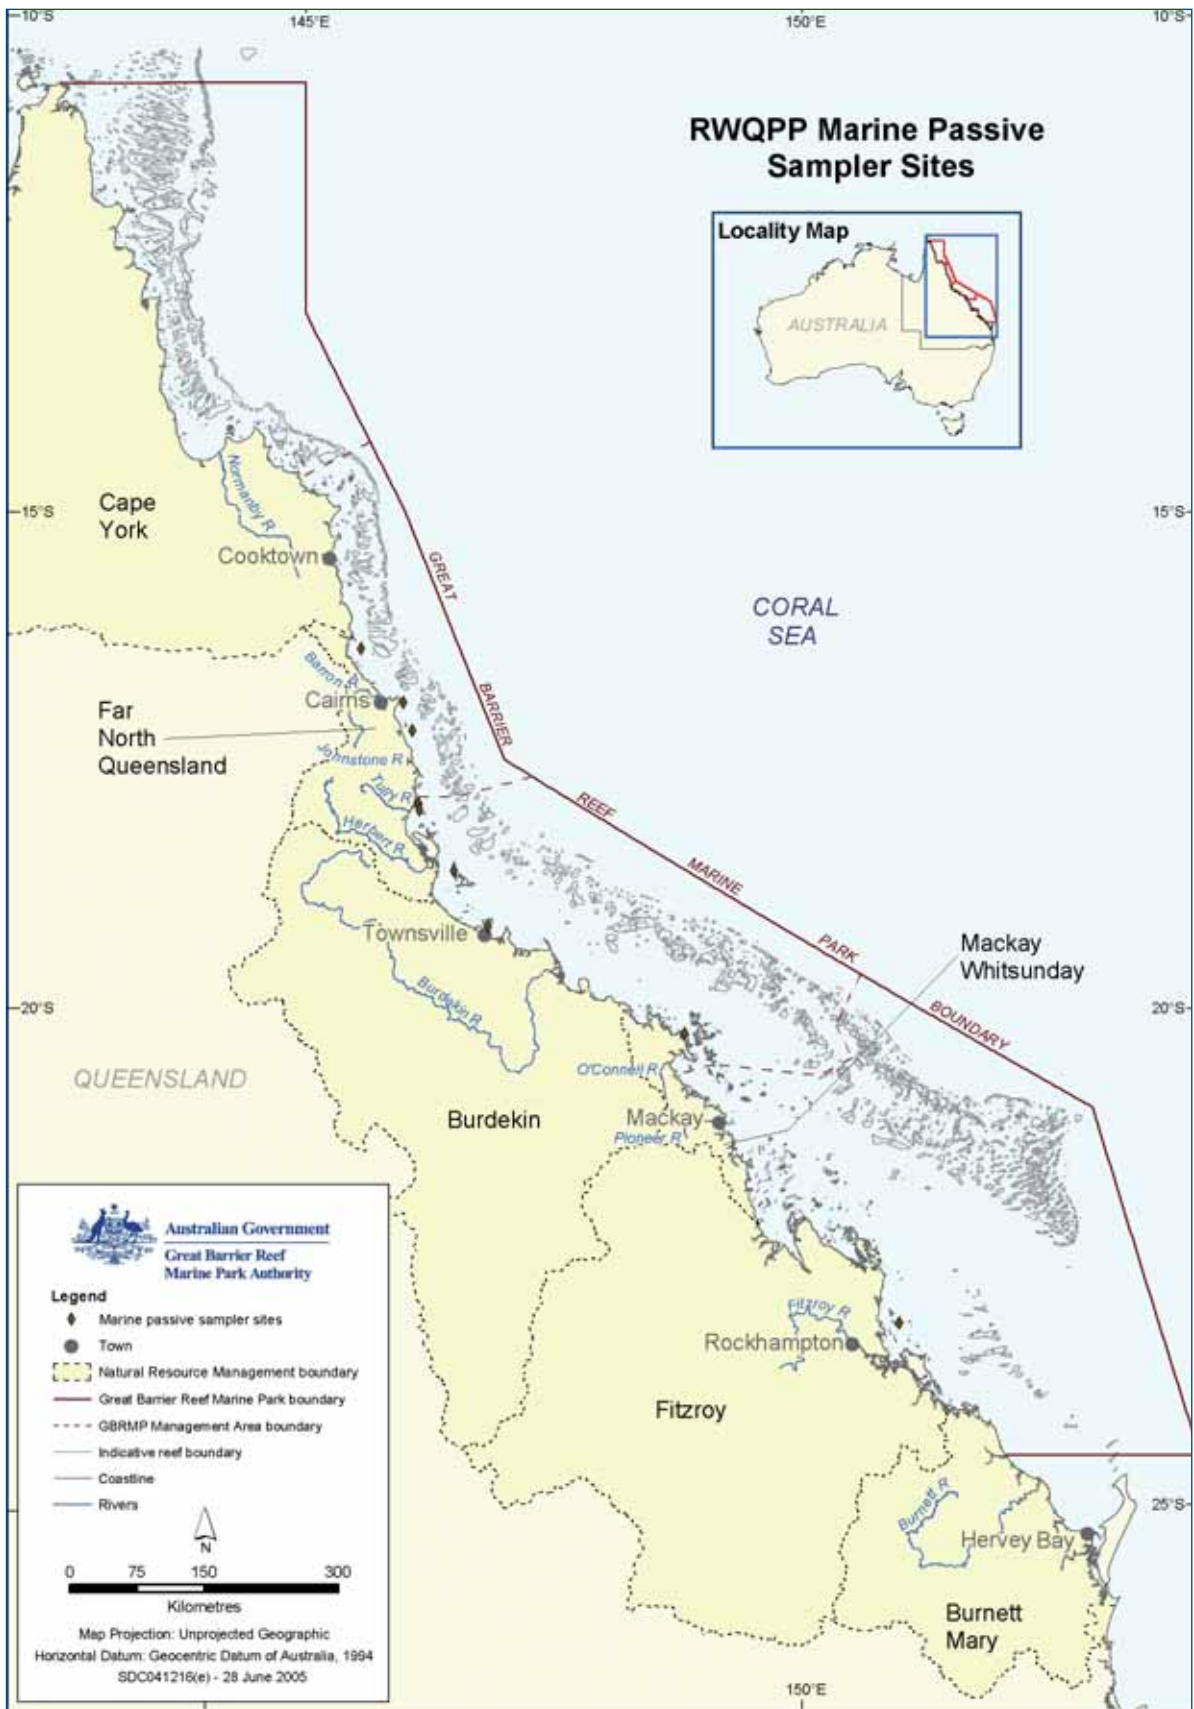 10°S
145°E
150°E
10°S
RWQPP Marine Passive
Sampler Sites
Locality Map
AUSTRALIA
Normanby R
Cape
York
15°S
15°S
Cooktown
GREAT
CORAL
SEA
Barron R
Cairns
BARRIER
Far
North
Queensland
Johnstone R
Tully R
REEF
Herbert R
MARINE
Townsville
PARK
Mackay
Whitsunday
Burdekin R
BOUNDARY
20°S
20°S
QUEENSLAND
O'Connell R
Burdekin
Mackay
Pioneer R
Australian Government
Great Barrier Reef
Marine Park Authority
Legend
Marine passive sampler sites
Town
Natural Resource Management boundary
Great Barrier Reef Marine Park boundary
GBRMP Management Area boundary
Indicative reef boundary
Coastline
Rivers
N
0 75 150 300
Kilometres
Map Projection: Unprojected Geographic
Horizontal Datum: Geocentric Datum of Australia, 1994
SDC041216(e) - 28 June 2005
Fitzroy R
Rockhampton
Fitzroy
Burnett R
25°S
Hervey Bay
Burnett
Mary
150°E